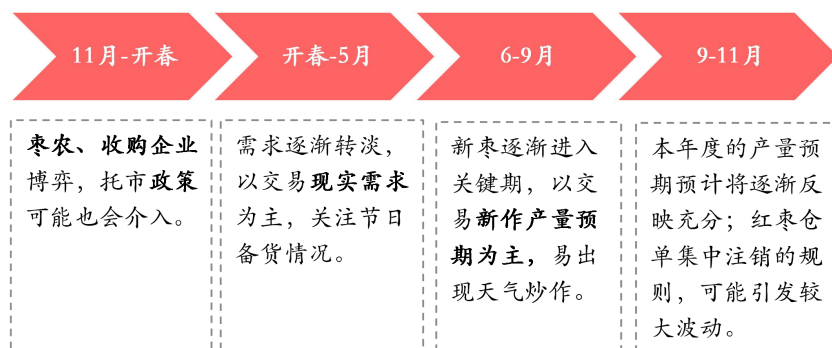 11月-开春
开春-5月
6-9月
9-11月
枣农、收购企业
博弈，托市政策
可能也会介入。
需求逐渐转淡，
以交易现实需求
为主，关注节日
备货情况。
新枣逐渐进入
关键期，以交
易新作产量预
期为主，易出
现天气炒作。
本年度的产量预
期预计将逐渐反
映充分；红枣仓
单集中注销的规
则，可能引发较
大波动。